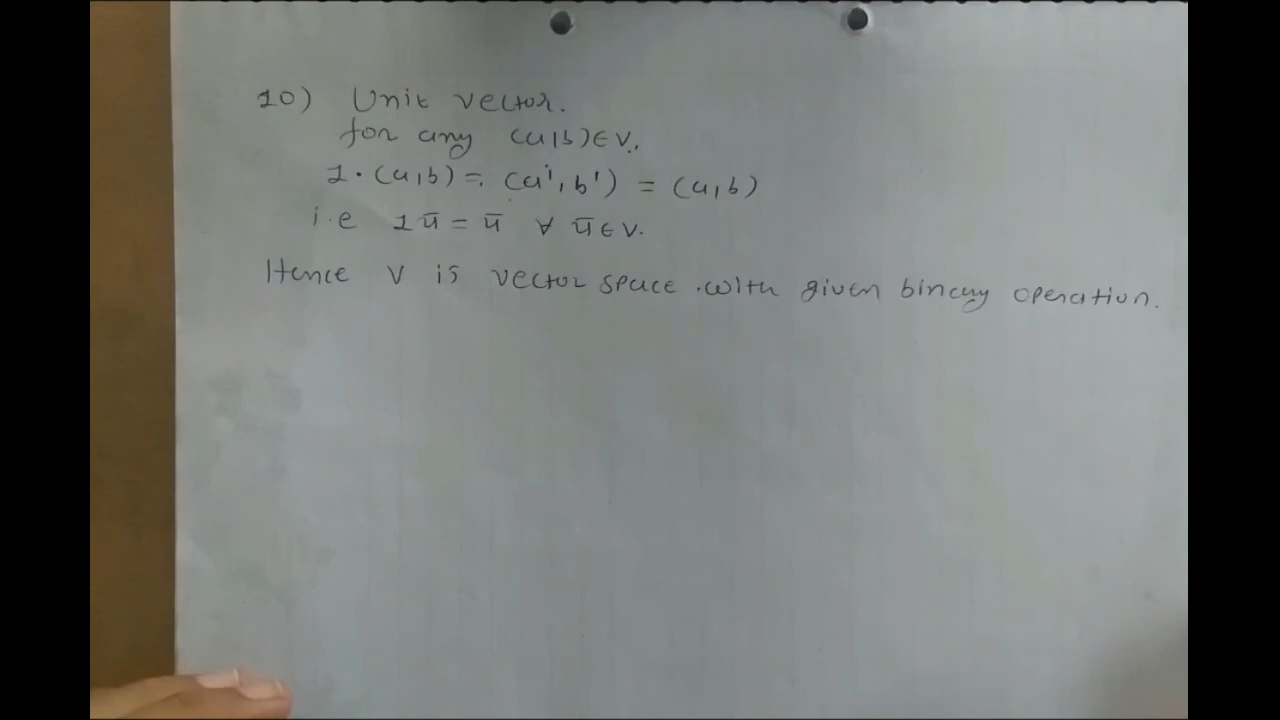 10) Unit vector.
for any (a,b) ∈ V.
1 · (a,b) = (a¹, b¹) = (a,b)
i.e 1ū = ū ∀ ū ∈ V.
Hence V is vector space with given binary operation.